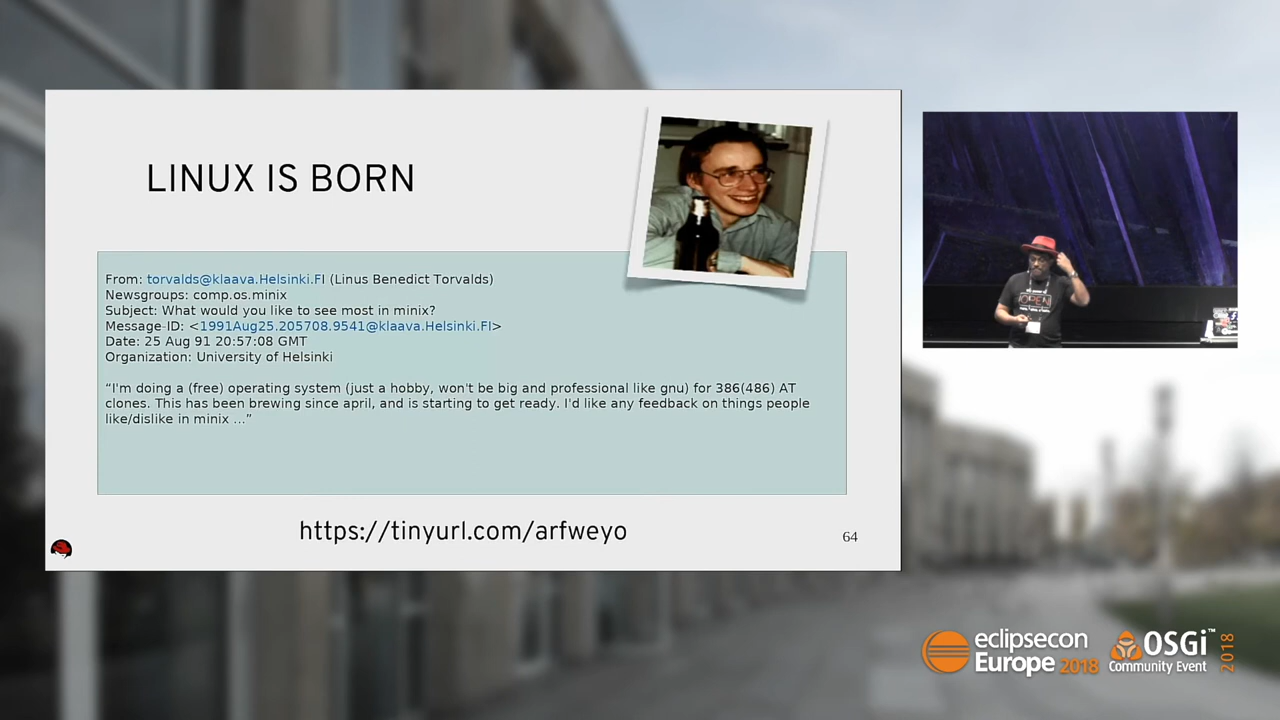 LINUX IS BORN
From: torvalds@klaava.Helsinki.FI (Linus Benedict Torvalds)
Newsgroups: comp.os.minix
Subject: What would you like to see most in minix?
Message-ID: <1991Aug25.205708.9541@klaava.Helsinki.FI>
Date: 25 Aug 91 20:57:08 GMT
Organization: University of Helsinki
“I'm doing a (free) operating system (just a hobby, won't be big and professional like gnu) for 386(486) AT
clones. This has been brewing since april, and is starting to get ready. I'd like any feedback on things people
like/dislike in minix ...”
https://tinyurl.com/arfweyo
64
OPEN
eclipsecon
Europe 2018
OSGi™
Community Event
2018